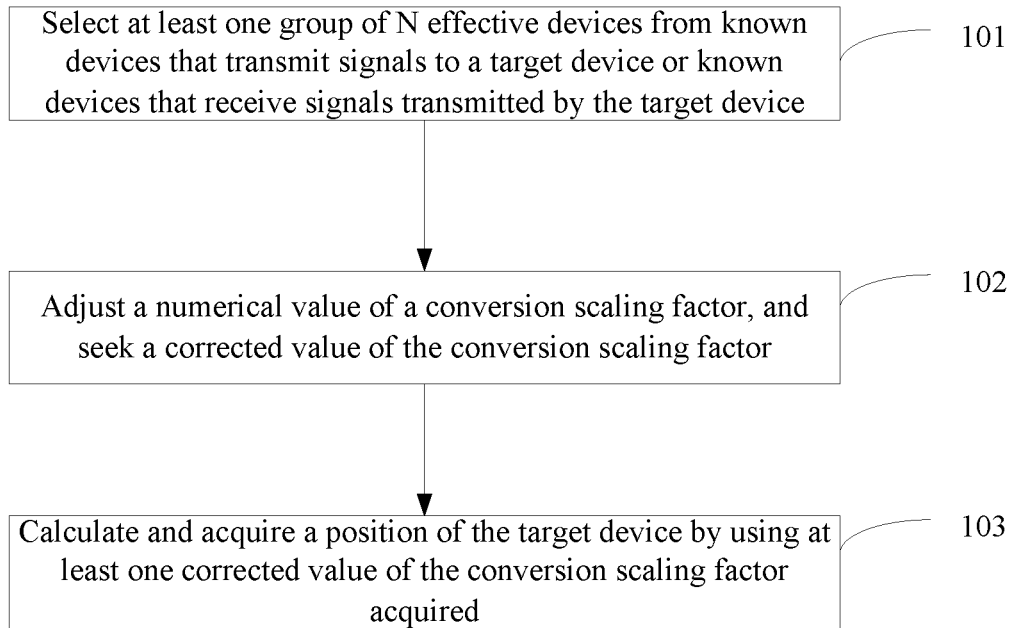 Select at least one group of N effective devices from known
devices that transmit signals to a target device or known
devices that receive signals transmitted by the target device
101
Adjust a numerical value of a conversion scaling factor, and
seek a corrected value of the conversion scaling factor
102
Calculate and acquire a position of the target device by using at
least one corrected value of the conversion scaling factor
acquired
103